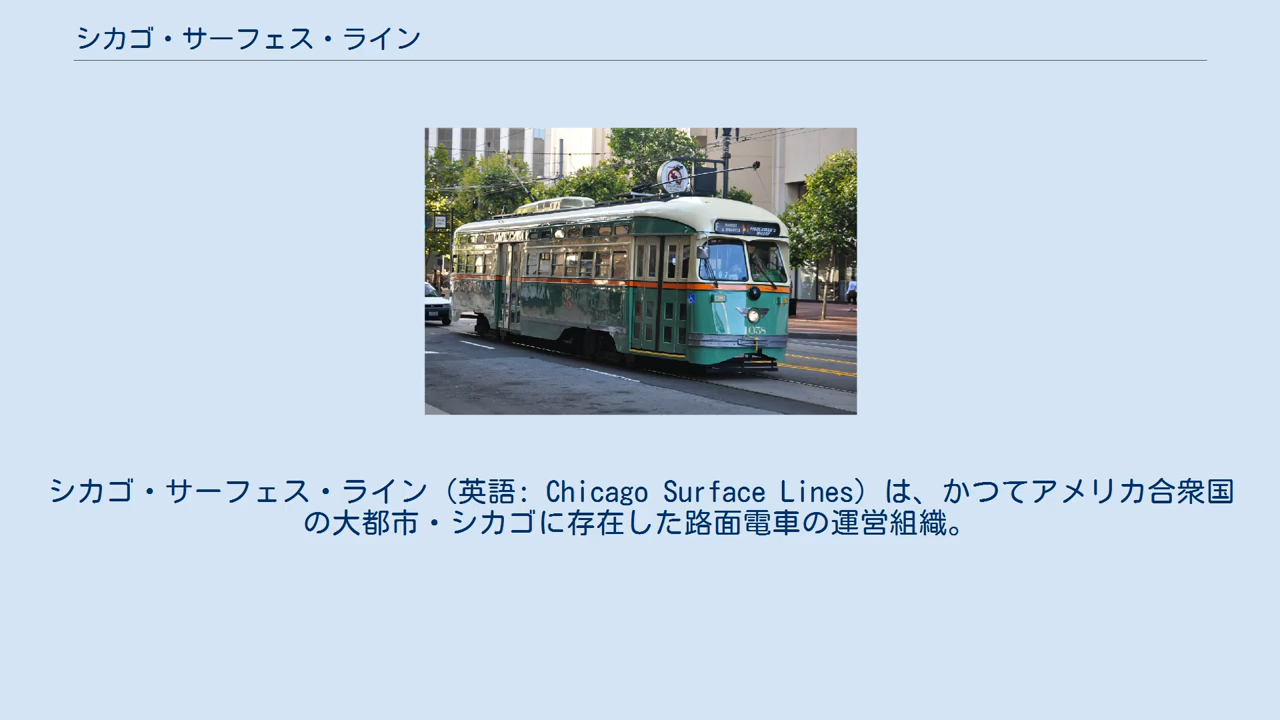 シカゴ・サーフェス・ライン
1058
シカゴ・サーフェス・ライン（英語: Chicago Surface Lines）は、かつてアメリカ合衆国
の大都市・シカゴに存在した路面電車の運営組織。